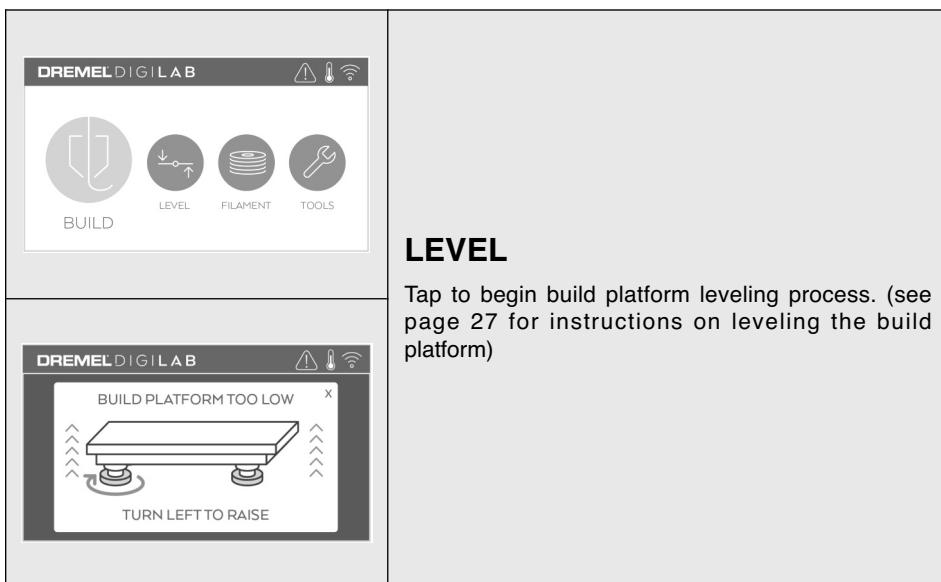 DREMEL DIGILAB
BUILD
LEVEL
FILAMENT
TOOLS
DREMEL DIGILAB
BUILD PLATFORM TOO LOW
X
TURN LEFT TO RAISE
LEVEL
Tap to begin build platform leveling process. (see
page 27 for instructions on leveling the build
platform)